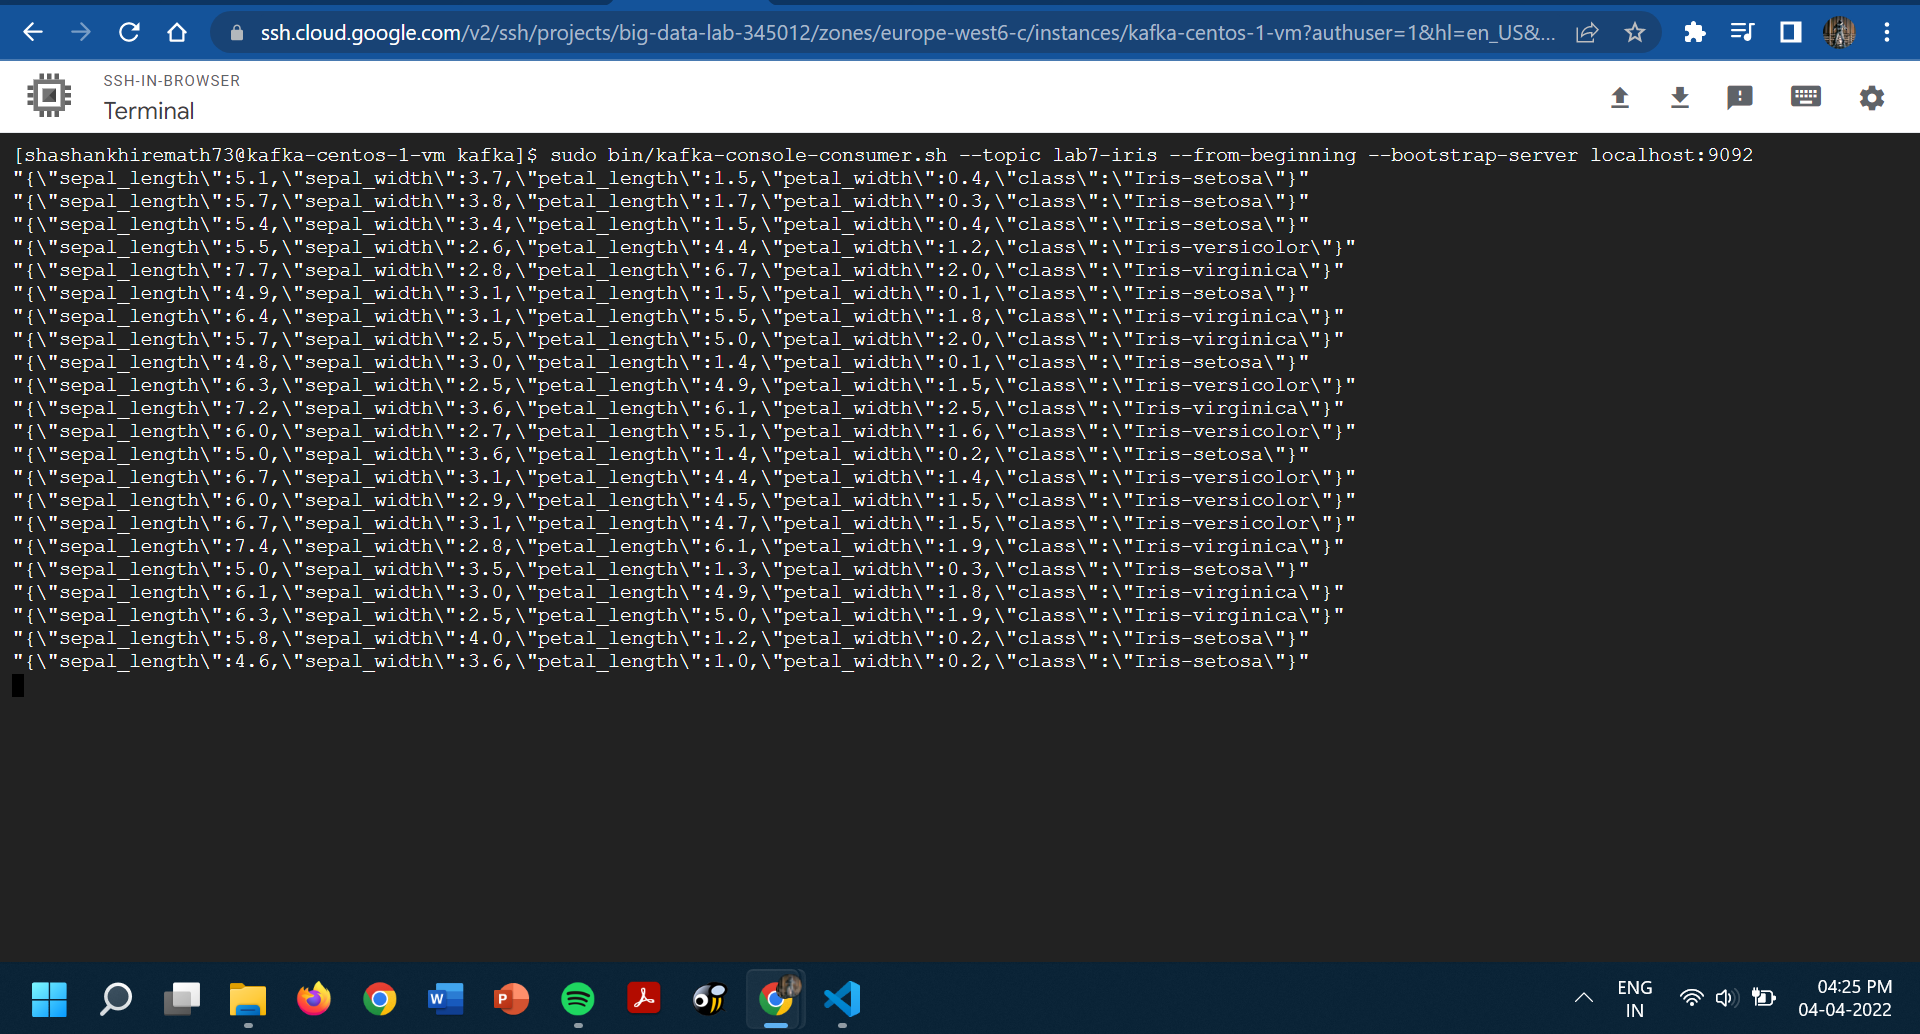 ssh.cloud.google.com/v2/ssh/projects/big-data-lab-345012/zones/europe-west6-c/instances/kafka-centos-1-vm?authuser=1&hl=en_US&...
SSH-IN-BROWSER
Terminal
[shashankhiremath73@kafka-centos-1-vm kafka]$ sudo bin/kafka-console-consumer.sh --topic lab7-iris --from-beginning --bootstrap-server localhost:9092
"{\"sepal_length\":5.1,\"sepal_width\":3.7,\"petal_length\":1.5,\"petal_width\":0.4,\"class\":\"Iris-setosa\"}"
"{\"sepal_length\":5.7,\"sepal_width\":3.8,\"petal_length\":1.7,\"petal_width\":0.3,\"class\":\"Iris-setosa\"}"
"{\"sepal_length\":5.4,\"sepal_width\":3.4,\"petal_length\":1.5,\"petal_width\":0.4,\"class\":\"Iris-setosa\"}"
"{\"sepal_length\":5.5,\"sepal_width\":2.6,\"petal_length\":4.4,\"petal_width\":1.2,\"class\":\"Iris-versicolor\"}"
"{\"sepal_length\":7.7,\"sepal_width\":2.8,\"petal_length\":6.7,\"petal_width\":2.0,\"class\":\"Iris-virginica\"}"
"{\"sepal_length\":4.9,\"sepal_width\":3.1,\"petal_length\":1.5,\"petal_width\":0.1,\"class\":\"Iris-setosa\"}"
"{\"sepal_length\":6.4,\"sepal_width\":3.1,\"petal_length\":5.5,\"petal_width\":1.8,\"class\":\"Iris-virginica\"}"
"{\"sepal_length\":5.7,\"sepal_width\":2.5,\"petal_length\":5.0,\"petal_width\":2.0,\"class\":\"Iris-virginica\"}"
"{\"sepal_length\":4.8,\"sepal_width\":3.0,\"petal_length\":1.4,\"petal_width\":0.1,\"class\":\"Iris-setosa\"}"
"{\"sepal_length\":6.3,\"sepal_width\":2.5,\"petal_length\":4.9,\"petal_width\":1.5,\"class\":\"Iris-versicolor\"}"
"{\"sepal_length\":7.2,\"sepal_width\":3.6,\"petal_length\":6.1,\"petal_width\":2.5,\"class\":\"Iris-virginica\"}"
"{\"sepal_length\":6.0,\"sepal_width\":2.7,\"petal_length\":5.1,\"petal_width\":1.6,\"class\":\"Iris-versicolor\"}"
"{\"sepal_length\":5.0,\"sepal_width\":3.6,\"petal_length\":1.4,\"petal_width\":0.2,\"class\":\"Iris-setosa\"}"
"{\"sepal_length\":6.7,\"sepal_width\":3.1,\"petal_length\":4.4,\"petal_width\":1.4,\"class\":\"Iris-versicolor\"}"
"{\"sepal_length\":6.0,\"sepal_width\":2.9,\"petal_length\":4.5,\"petal_width\":1.5,\"class\":\"Iris-versicolor\"}"
"{\"sepal_length\":6.7,\"sepal_width\":3.1,\"petal_length\":4.7,\"petal_width\":1.5,\"class\":\"Iris-versicolor\"}"
"{\"sepal_length\":7.4,\"sepal_width\":2.8,\"petal_length\":6.1,\"petal_width\":1.9,\"class\":\"Iris-virginica\"}"
"{\"sepal_length\":5.0,\"sepal_width\":3.5,\"petal_length\":1.3,\"petal_width\":0.3,\"class\":\"Iris-setosa\"}"
"{\"sepal_length\":6.1,\"sepal_width\":3.0,\"petal_length\":4.9,\"petal_width\":1.8,\"class\":\"Iris-virginica\"}"
"{\"sepal_length\":6.3,\"sepal_width\":2.5,\"petal_length\":5.0,\"petal_width\":1.9,\"class\":\"Iris-virginica\"}"
"{\"sepal_length\":5.8,\"sepal_width\":4.0,\"petal_length\":1.2,\"petal_width\":0.2,\"class\":\"Iris-setosa\"}"
"{\"sepal_length\":4.6,\"sepal_width\":3.6,\"petal_length\":1.0,\"petal_width\":0.2,\"class\":\"Iris-setosa\"}"
W
P
ENG
IN
04:25 PM
04-04-2022